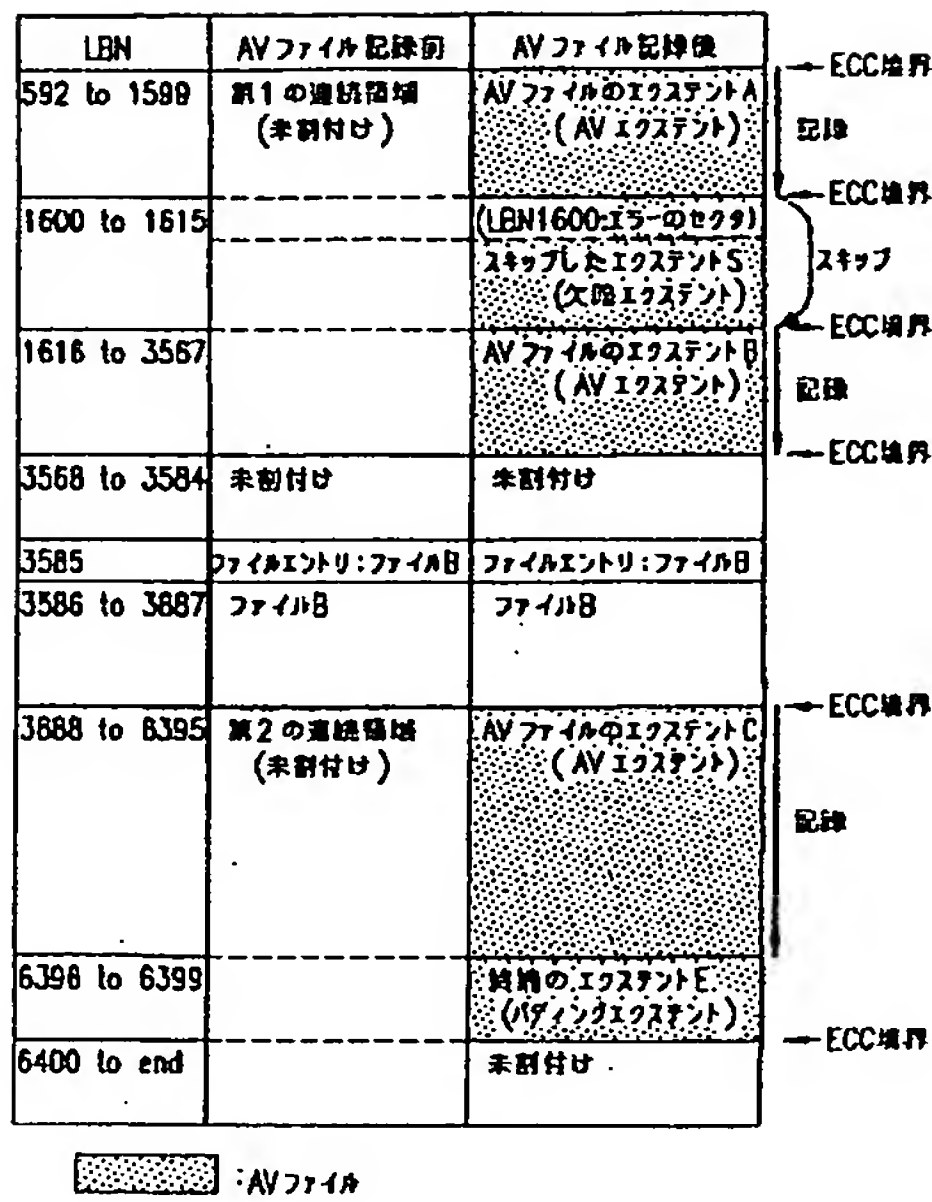 LBN AVファイル記録前 AVファイル記録後
←ECC境界
592 to 1599 第1の連続領域 AVファイルのエクステントA
(未割付け) (AVエクステント) 記録
←ECC境界
1600 to 1615 (LBN1600:エラーのセクタ)
スキップしたエクステントS スキップ
(欠陥エクステント)
←ECC境界
1616 to 3567 AVファイルのエクステントB
(AVエクステント) 記録
←ECC境界
3568 to 3584 未割付け 未割付け
3585 ファイルエントリ:ファイルB ファイルエントリ:ファイルB
3586 to 3887 ファイルB ファイルB
←ECC境界
3888 to 6395 第2の連続領域 AVファイルのエクステントC
(未割付け) (AVエクステント)
記録
6396 to 6399 終端のエクステントE
(パディングエクステント)
←ECC境界
6400 to end 未割付け
:AVファイル